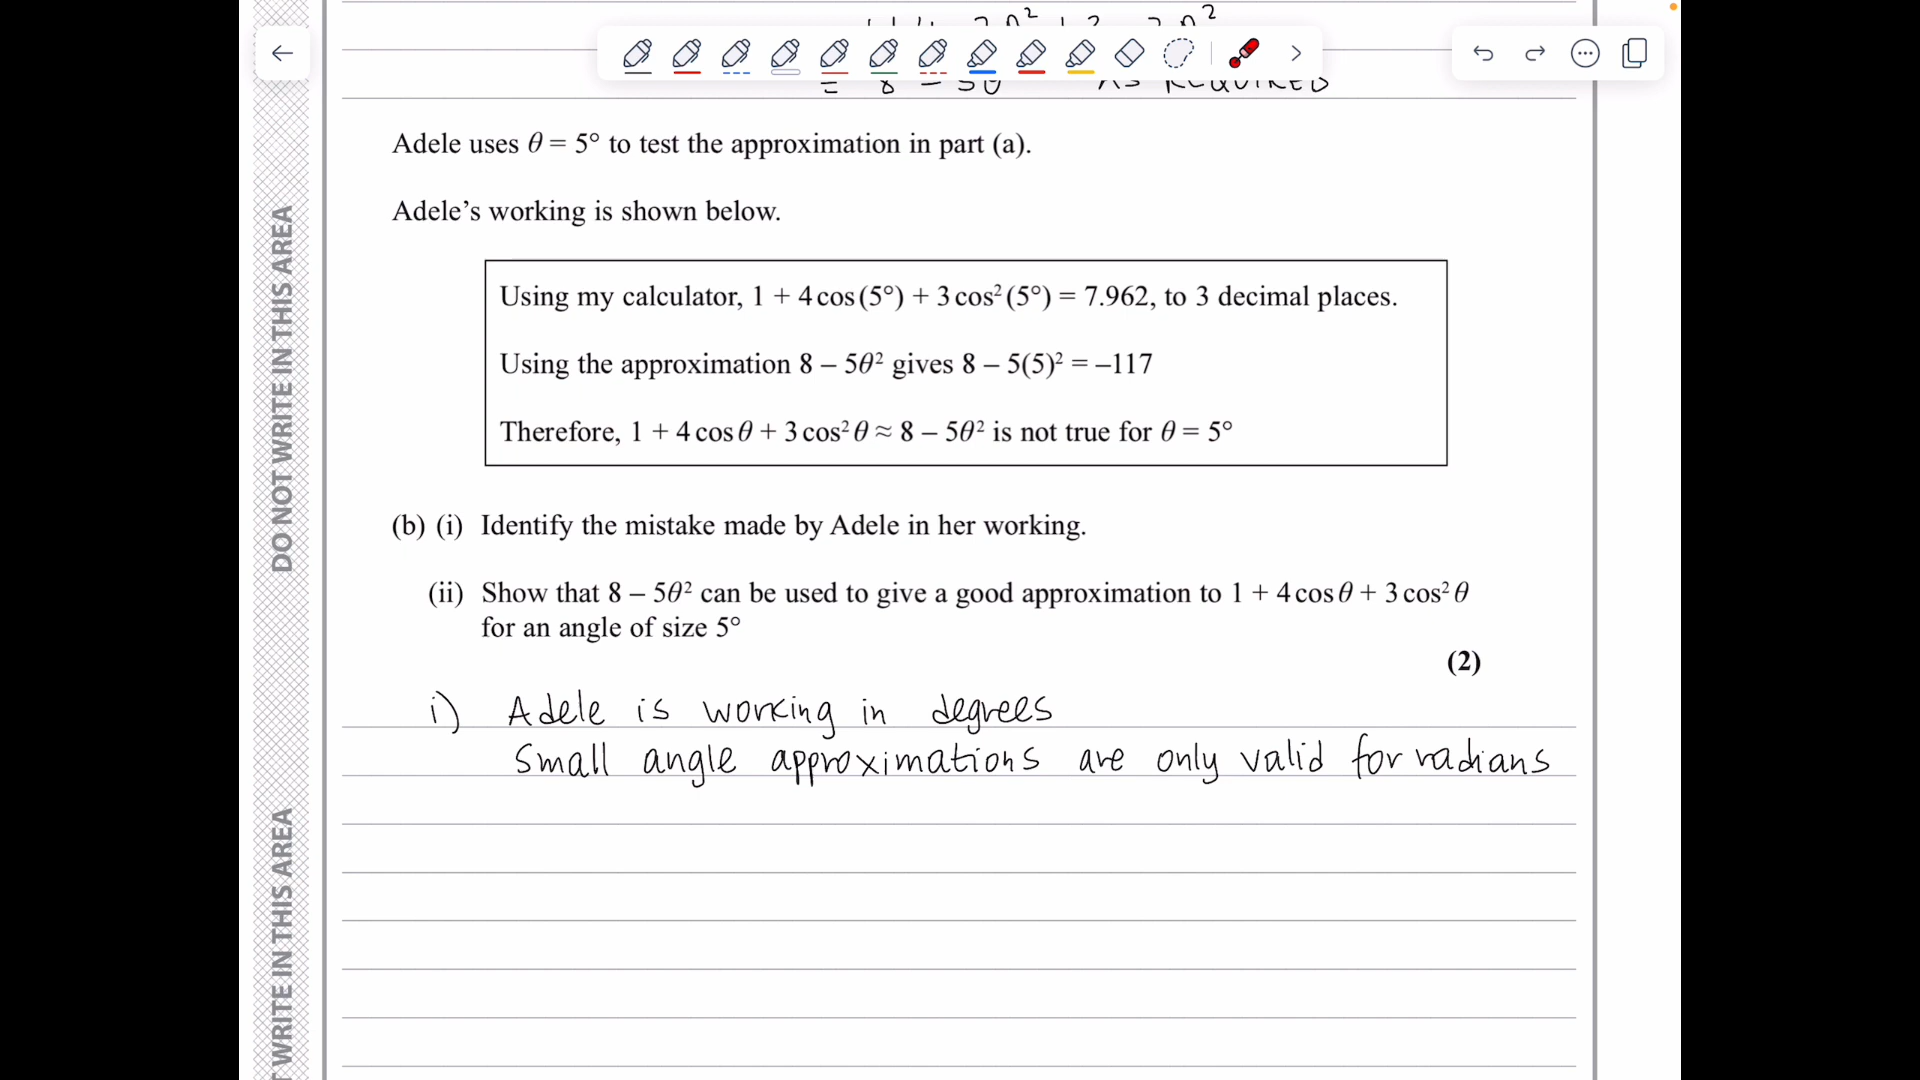 = 8 - 5θ² AS REQUIRED
Adele uses θ = 5° to test the approximation in part (a).
Adele’s working is shown below.
Using my calculator, 1 + 4 cos (5°) + 3 cos² (5°) = 7.962, to 3 decimal places.
Using the approximation 8 – 5θ² gives 8 – 5(5)² = –117
Therefore, 1 + 4 cos θ + 3 cos² θ ≈ 8 – 5θ² is not true for θ = 5°
(b) (i) Identify the mistake made by Adele in her working.
(ii) Show that 8 – 5θ² can be used to give a good approximation to 1 + 4 cos θ + 3 cos² θ
for an angle of size 5°
(2)
i) Adele is working in degrees
Small angle approximations are only valid for radians
DO NOT WRITE IN THIS AREA
WRITE IN THIS AREA